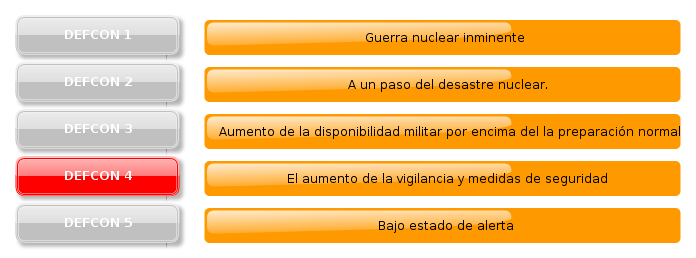 DEFCON 1 Guerra nuclear inminente
DEFCON 2 A un paso del desastre nuclear.
DEFCON 3 Aumento de la disponibilidad militar por encima del la preparación normal
DEFCON 4 El aumento de la vigilancia y medidas de seguridad
DEFCON 5 Bajo estado de alerta